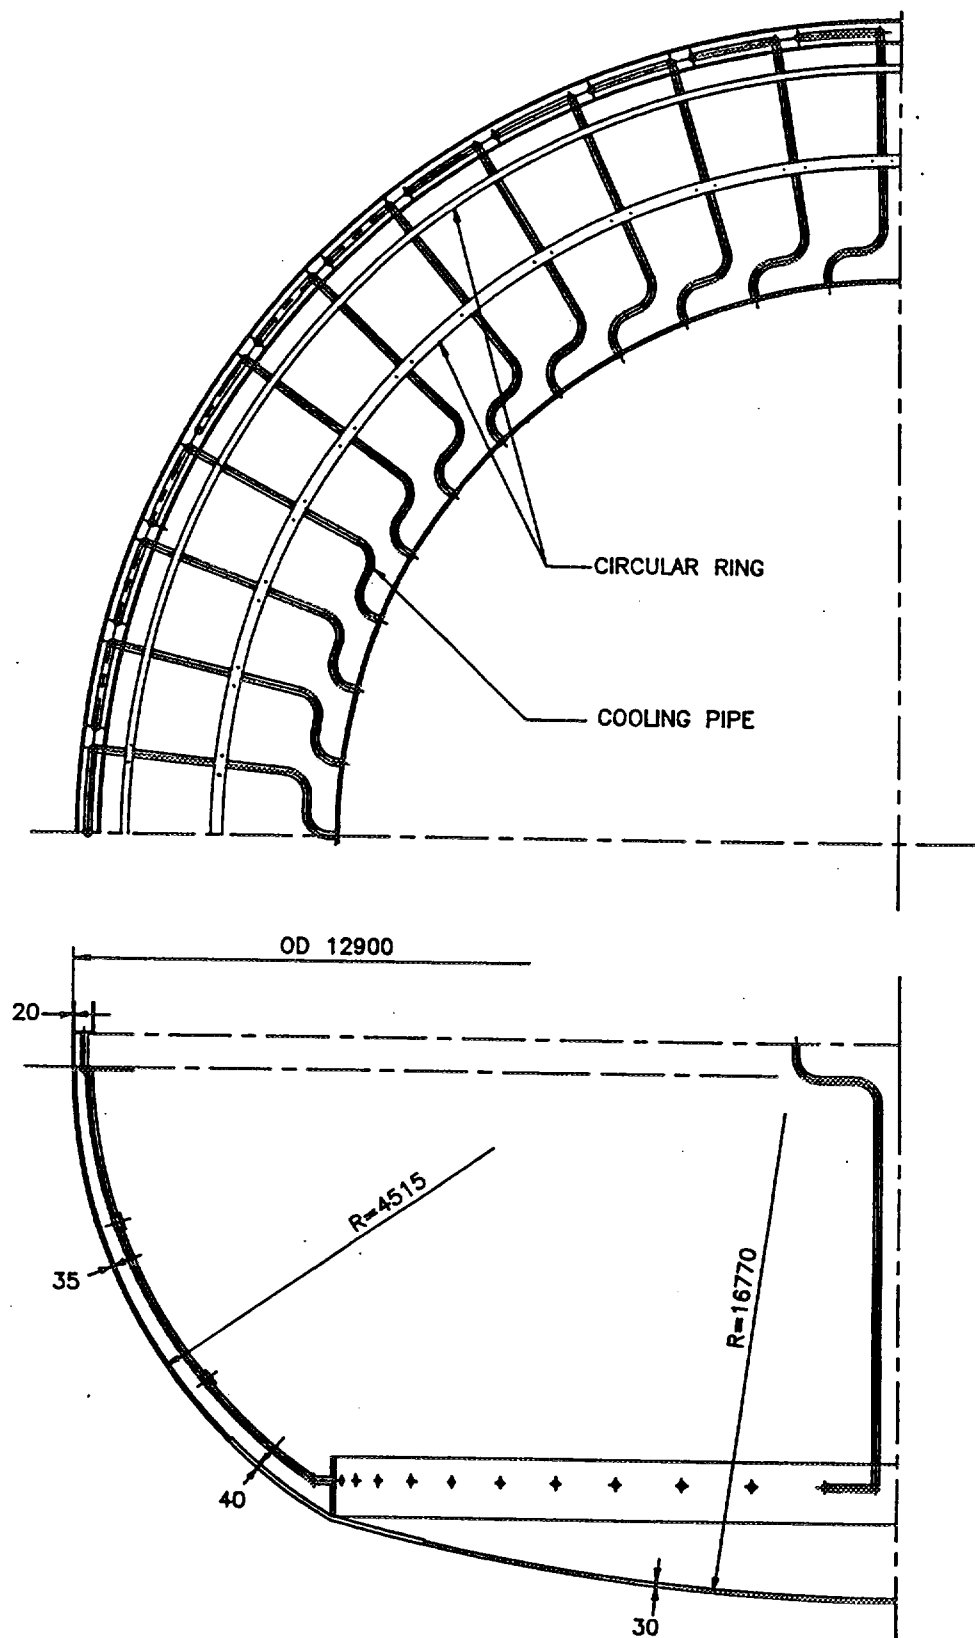 CIRCULAR RING
COOLING PIPE
OD 12900
20
R=4515
35
R=16770
40
30